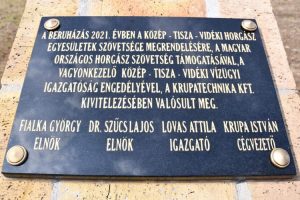 A BERUHÁZÁS 2021. ÉVBEN A KÖZÉP - TISZA - VIDÉKI HORGÁSZ
EGYESÜLETEK SZÖVETSÉGE MEGRENDELÉSÉRE, A MAGYAR
ORSZÁGOS HORGÁSZ SZÖVETSÉG TÁMOGATÁSÁVAL, A
VAGYONKEZELŐ KÖZÉP - TISZA - VIDÉKI VÍZÜGYI
IGAZGATÓSÁG ENGEDÉLYÉVEL, A KRUPATECHNIKA KFT.
KIVITELEZÉSÉBEN VALÓSULT MEG.
FIALKA GYÖRGY DR. SZŰCS LAJOS LOVAS ATTILA KRUPA ISTVÁN
ELNÖK ELNÖK IGAZGATÓ CÉGVEZETŐ